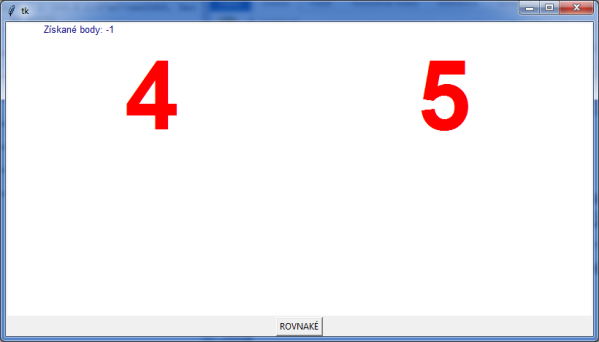 tk
Získané body: -1
4 5
ROVNAKÉ